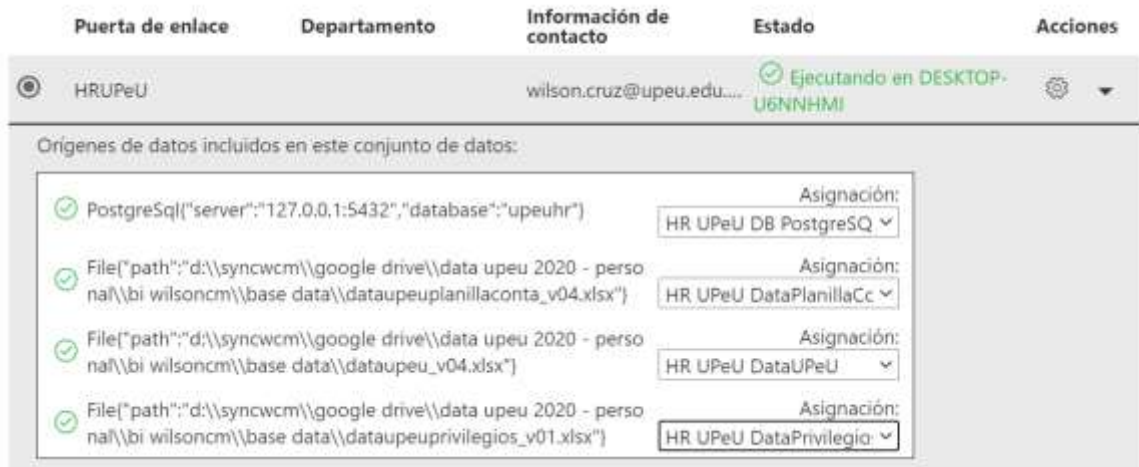 Puerta de enlace Departamento Información de contacto Estado Acciones
HRUPeU wilson.cruz@upeu.edu.... Ejecutando en DESKTOP-
U6NNHMI
Orígenes de datos incluidos en este conjunto de datos:
PostgreSql{"server":"127.0.0.1:5432","database":"upeuhr"}
Asignación:
HR UPeU DB PostgreSQ
File{"path":"d:\\syncwcm\\google drive\\data upeu 2020 - perso
nal\\bi wilsoncm\\base data\\dataupeuplanillaconta_v04.xlsx"}
Asignación:
HR UPeU DataPlanillaCc
File{"path":"d:\\syncwcm\\google drive\\data upeu 2020 - perso
nal\\bi wilsoncm\\base data\\dataupeu_v04.xlsx"}
Asignación:
HR UPeU DataUPeU
File{"path":"d:\\syncwcm\\google drive\\data upeu 2020 - perso
nal\\bi wilsoncm\\base data\\dataupeuprivilegios_v01.xlsx"}
Asignación:
HR UPeU DataPrivilegio